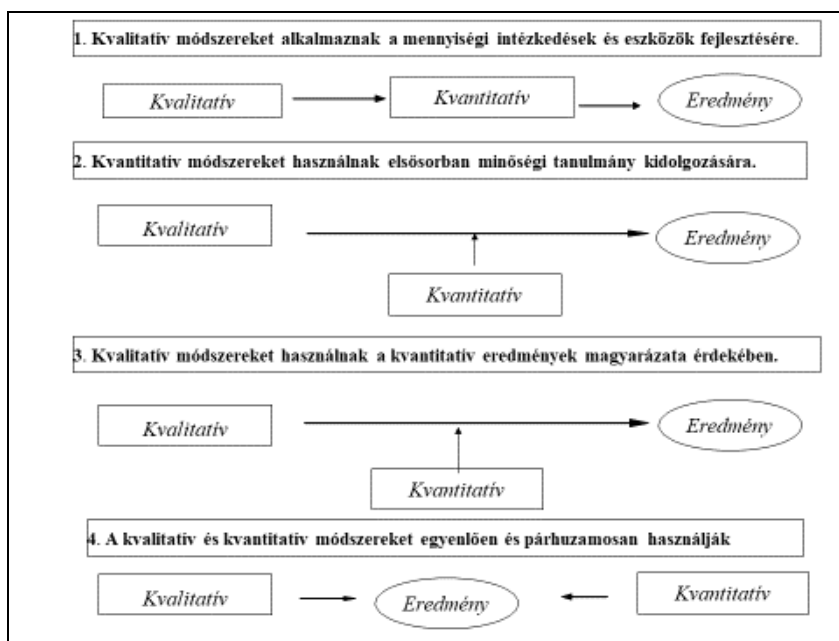 1. Kvalitatív módszereket alkalmaznak a mennyiségi intézkedések és eszközök fejlesztésére.
Kvalitatív
Kvantitatív
Eredmény
2. Kvantitatív módszereket használnak elsősorban minőségi tanulmány kidolgozására.
Kvalitatív
Eredmény
Kvantitatív
3. Kvalitatív módszereket használnak a kvantitatív eredmények magyarázata érdekében.
Kvalitatív
Eredmény
Kvantitatív
4. A kvalitatív és kvantitatív módszereket egyenlően és párhuzamosan használják
Kvalitatív
Eredmény
Kvantitatív